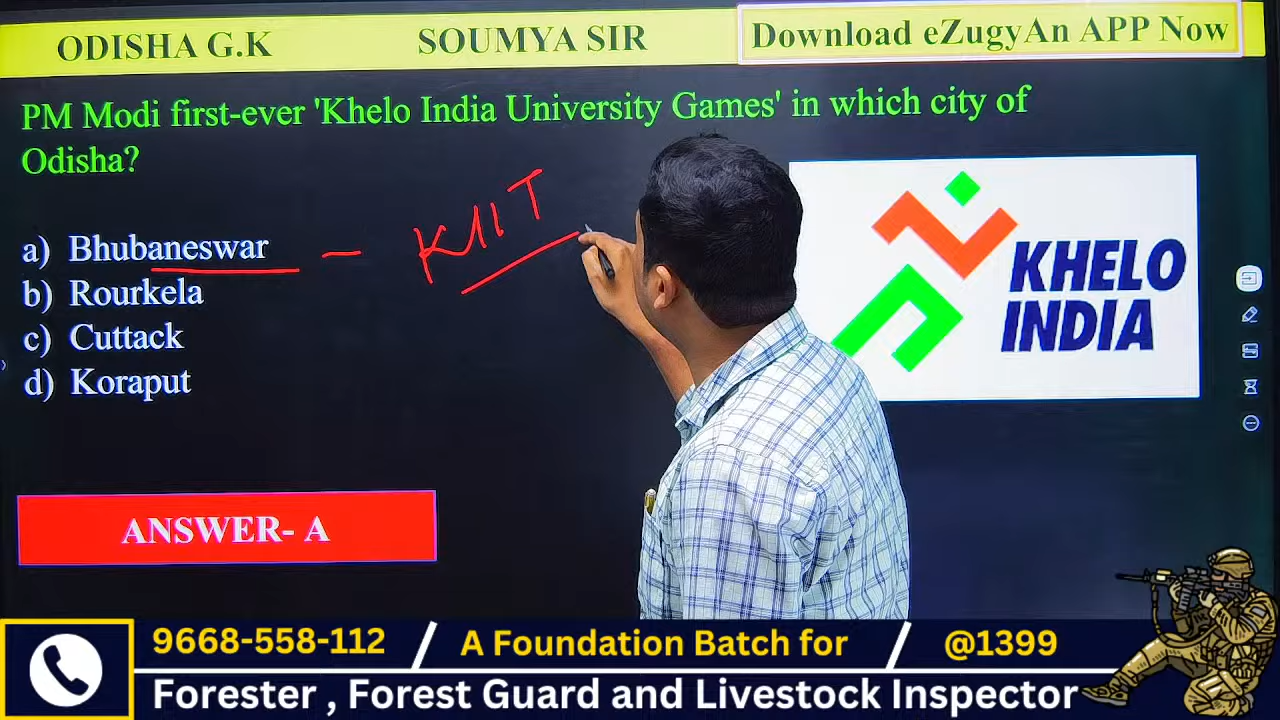 ODISHA G.K
SOUMYA SIR
Download eZugyAn APP Now
PM Modi first-ever 'Khelo India University Games' in which city of
Odisha?
a) Bhubaneswar – KIIT
b) Rourkela
c) Cuttack
d) Koraput
KHELO
INDIA
ANSWER- A
9668-558-112 / A Foundation Batch for / @1399
Forester , Forest Guard and Livestock Inspector